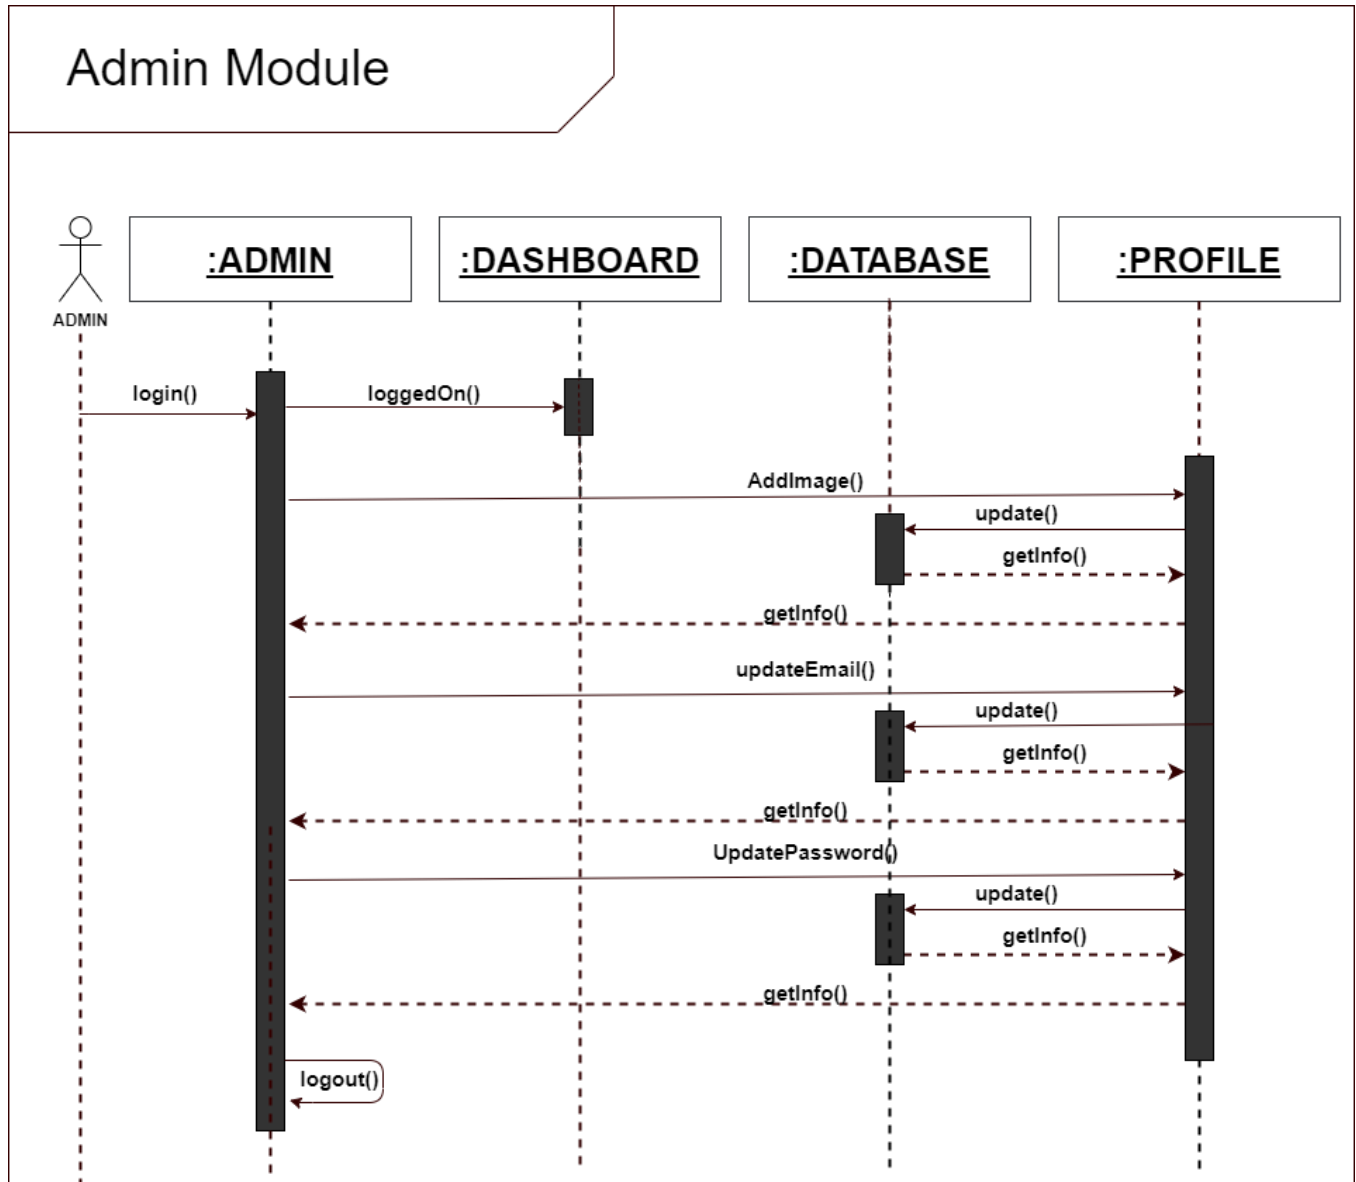 Admin Module
ADMIN
:ADMIN
:DASHBOARD
:DATABASE
:PROFILE
login()
loggedOn()
AddImage()
update()
getInfo()
getInfo()
updateEmail()
update()
getInfo()
getInfo()
UpdatePassword()
update()
getInfo()
getInfo()
logout()